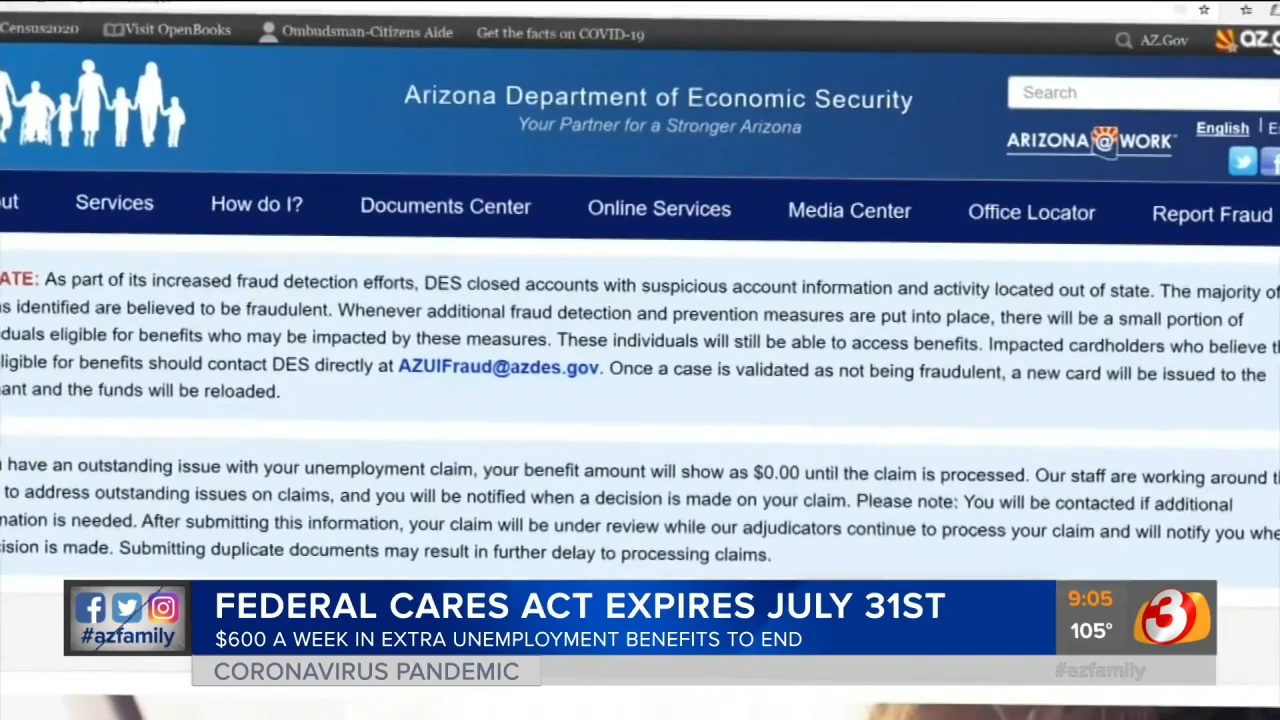 Census2020 Visit OpenBooks Ombudsman-Citizens Aide Get the facts on COVID-19 AZ.Gov az.g
Arizona Department of Economic Security
Your Partner for a Stronger Arizona
Search
ARIZONA@WORK English | E
ut Services How do I? Documents Center Online Services Media Center Office Locator Report Fraud
ATE: As part of its increased fraud detection efforts, DES closed accounts with suspicious account information and activity located out of state. The majority of
s identified are believed to be fraudulent. Whenever additional fraud detection and prevention measures are put into place, there will be a small portion of
iduals eligible for benefits who may be impacted by these measures. These individuals will still be able to access benefits. Impacted cardholders who believe th
ligible for benefits should contact DES directly at AZUIFraud@azdes.gov. Once a case is validated as not being fraudulent, a new card will be issued to the
ant and the funds will be reloaded.
have an outstanding issue with your unemployment claim, your benefit amount will show as $0.00 until the claim is processed. Our staff are working around th
to address outstanding issues on claims, and you will be notified when a decision is made on your claim. Please note: You will be contacted if additional
mation is needed. After submitting this information, your claim will be under review while our adjudicators continue to process your claim and will notify you whe
ision is made. Submitting duplicate documents may result in further delay to processing claims.
#azfamily
FEDERAL CARES ACT EXPIRES JULY 31ST
$600 A WEEK IN EXTRA UNEMPLOYMENT BENEFITS TO END
CORONAVIRUS PANDEMIC
9:05
105°
3
#azfamily